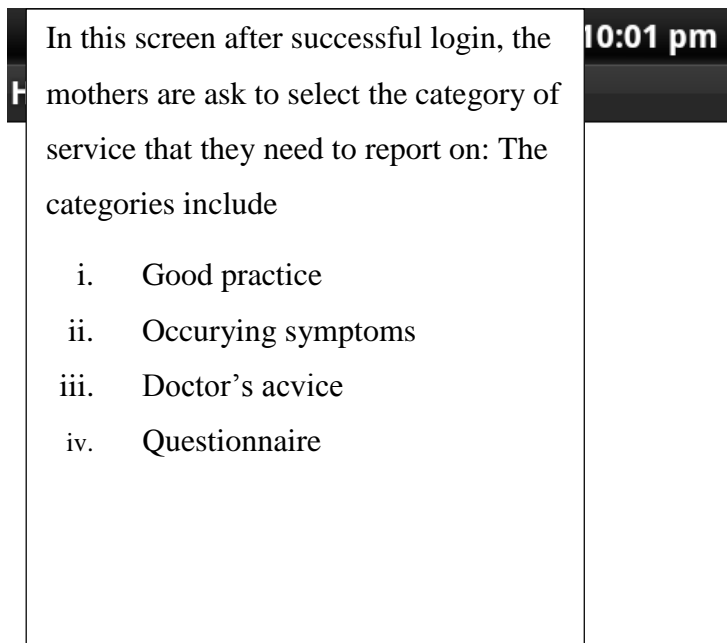 10:01 pm
H
In this screen after successful login, the
mothers are ask to select the category of
service that they need to report on: The
categories include
i. Good practice
ii. Occurying symptoms
iii. Doctor’s acvice
iv. Questionnaire